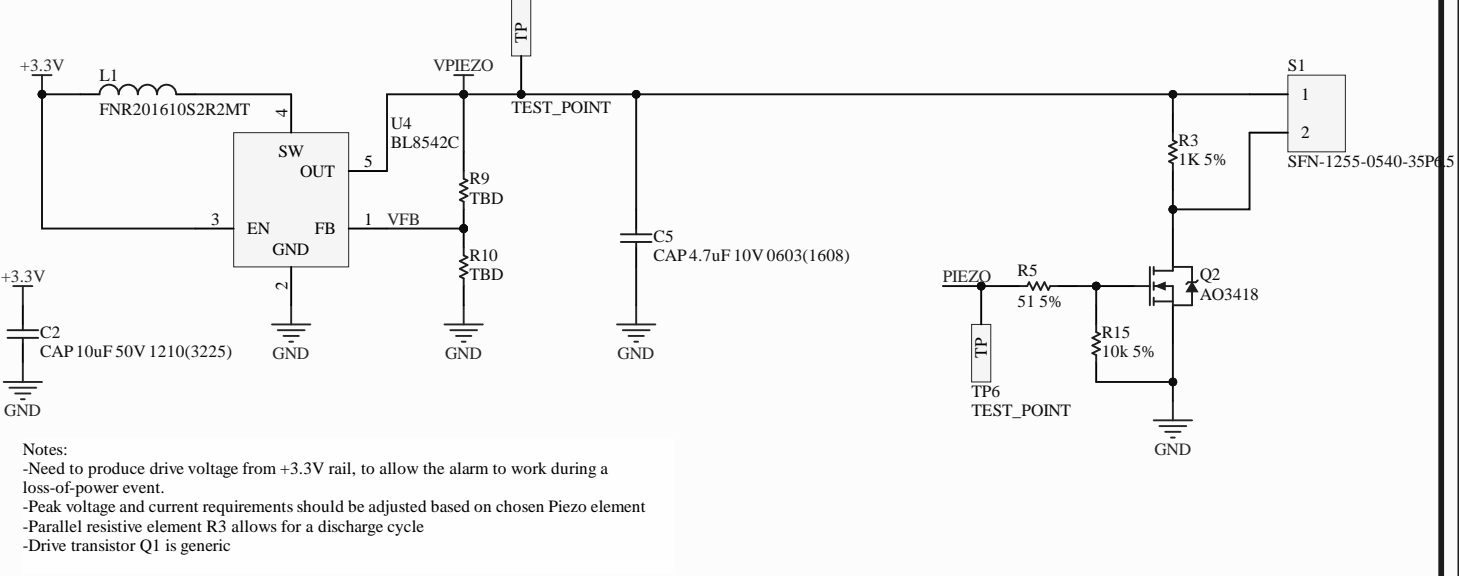 TP
+3.3V
L1
FNR201610S2R2MT
4
VPIEZO
TEST_POINT
U4
BL8542C
S1
1
2
SFN-1255-0540-35P6.5
SW
OUT
5
R3
1K 5%
R9
TBD
3
EN
FB
1
VFB
GND
R10
TBD
C5
CAP 4.7uF 10V 0603(1608)
2
+3.3V
PIEZO
R5
51 5%
Q2
AO3418
C2
CAP 10uF 50V 1210(3225)
GND
GND
GND
GND
TP
R15
10k 5%
TP6
TEST_POINT
GND
Notes:
-Need to produce drive voltage from +3.3V rail, to allow the alarm to work during a
loss-of-power event.
-Peak voltage and current requirements should be adjusted based on chosen Piezo element
-Parallel resistive element R3 allows for a discharge cycle
-Drive transistor Q1 is generic